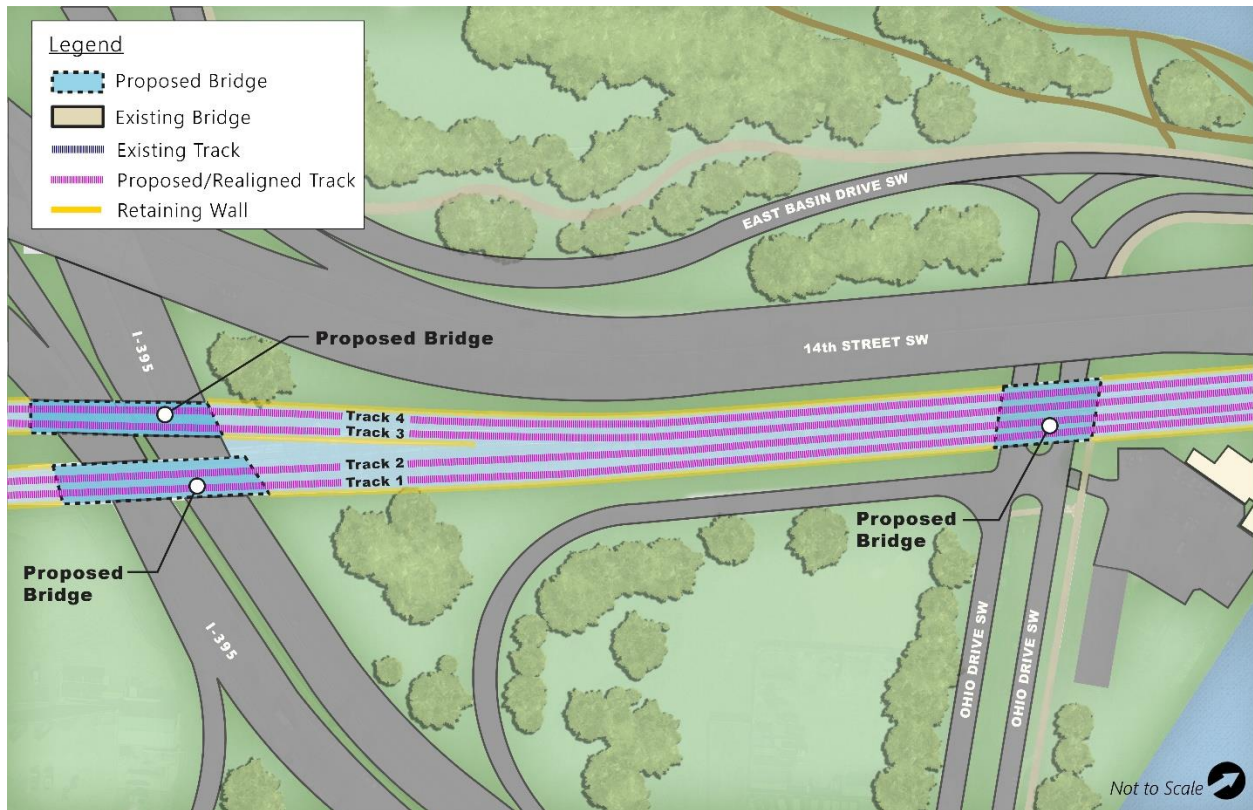 Legend
Proposed Bridge
Existing Bridge
Existing Track
Proposed/Realigned Track
Retaining Wall
EAST BASIN DRIVE SW
I-395
Proposed Bridge
14th STREET SW
Track 4
Track 3
Track 2
Track 1
Proposed
Bridge
Proposed
Bridge
I-395
OHIO DRIVE SW
OHIO DRIVE SW
Not to Scale